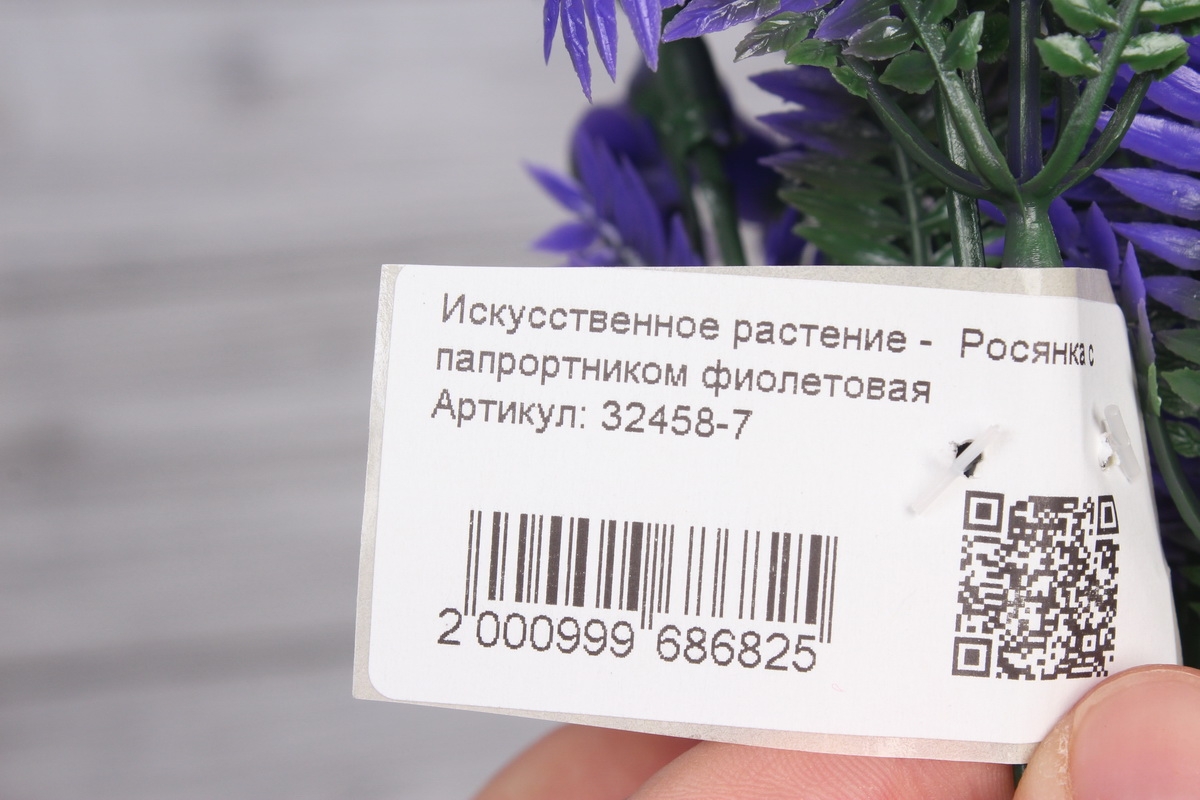 Искусственное растение - Росянка с
папрортником фиолетовая
Артикул: 32458-7
2 000999 686825